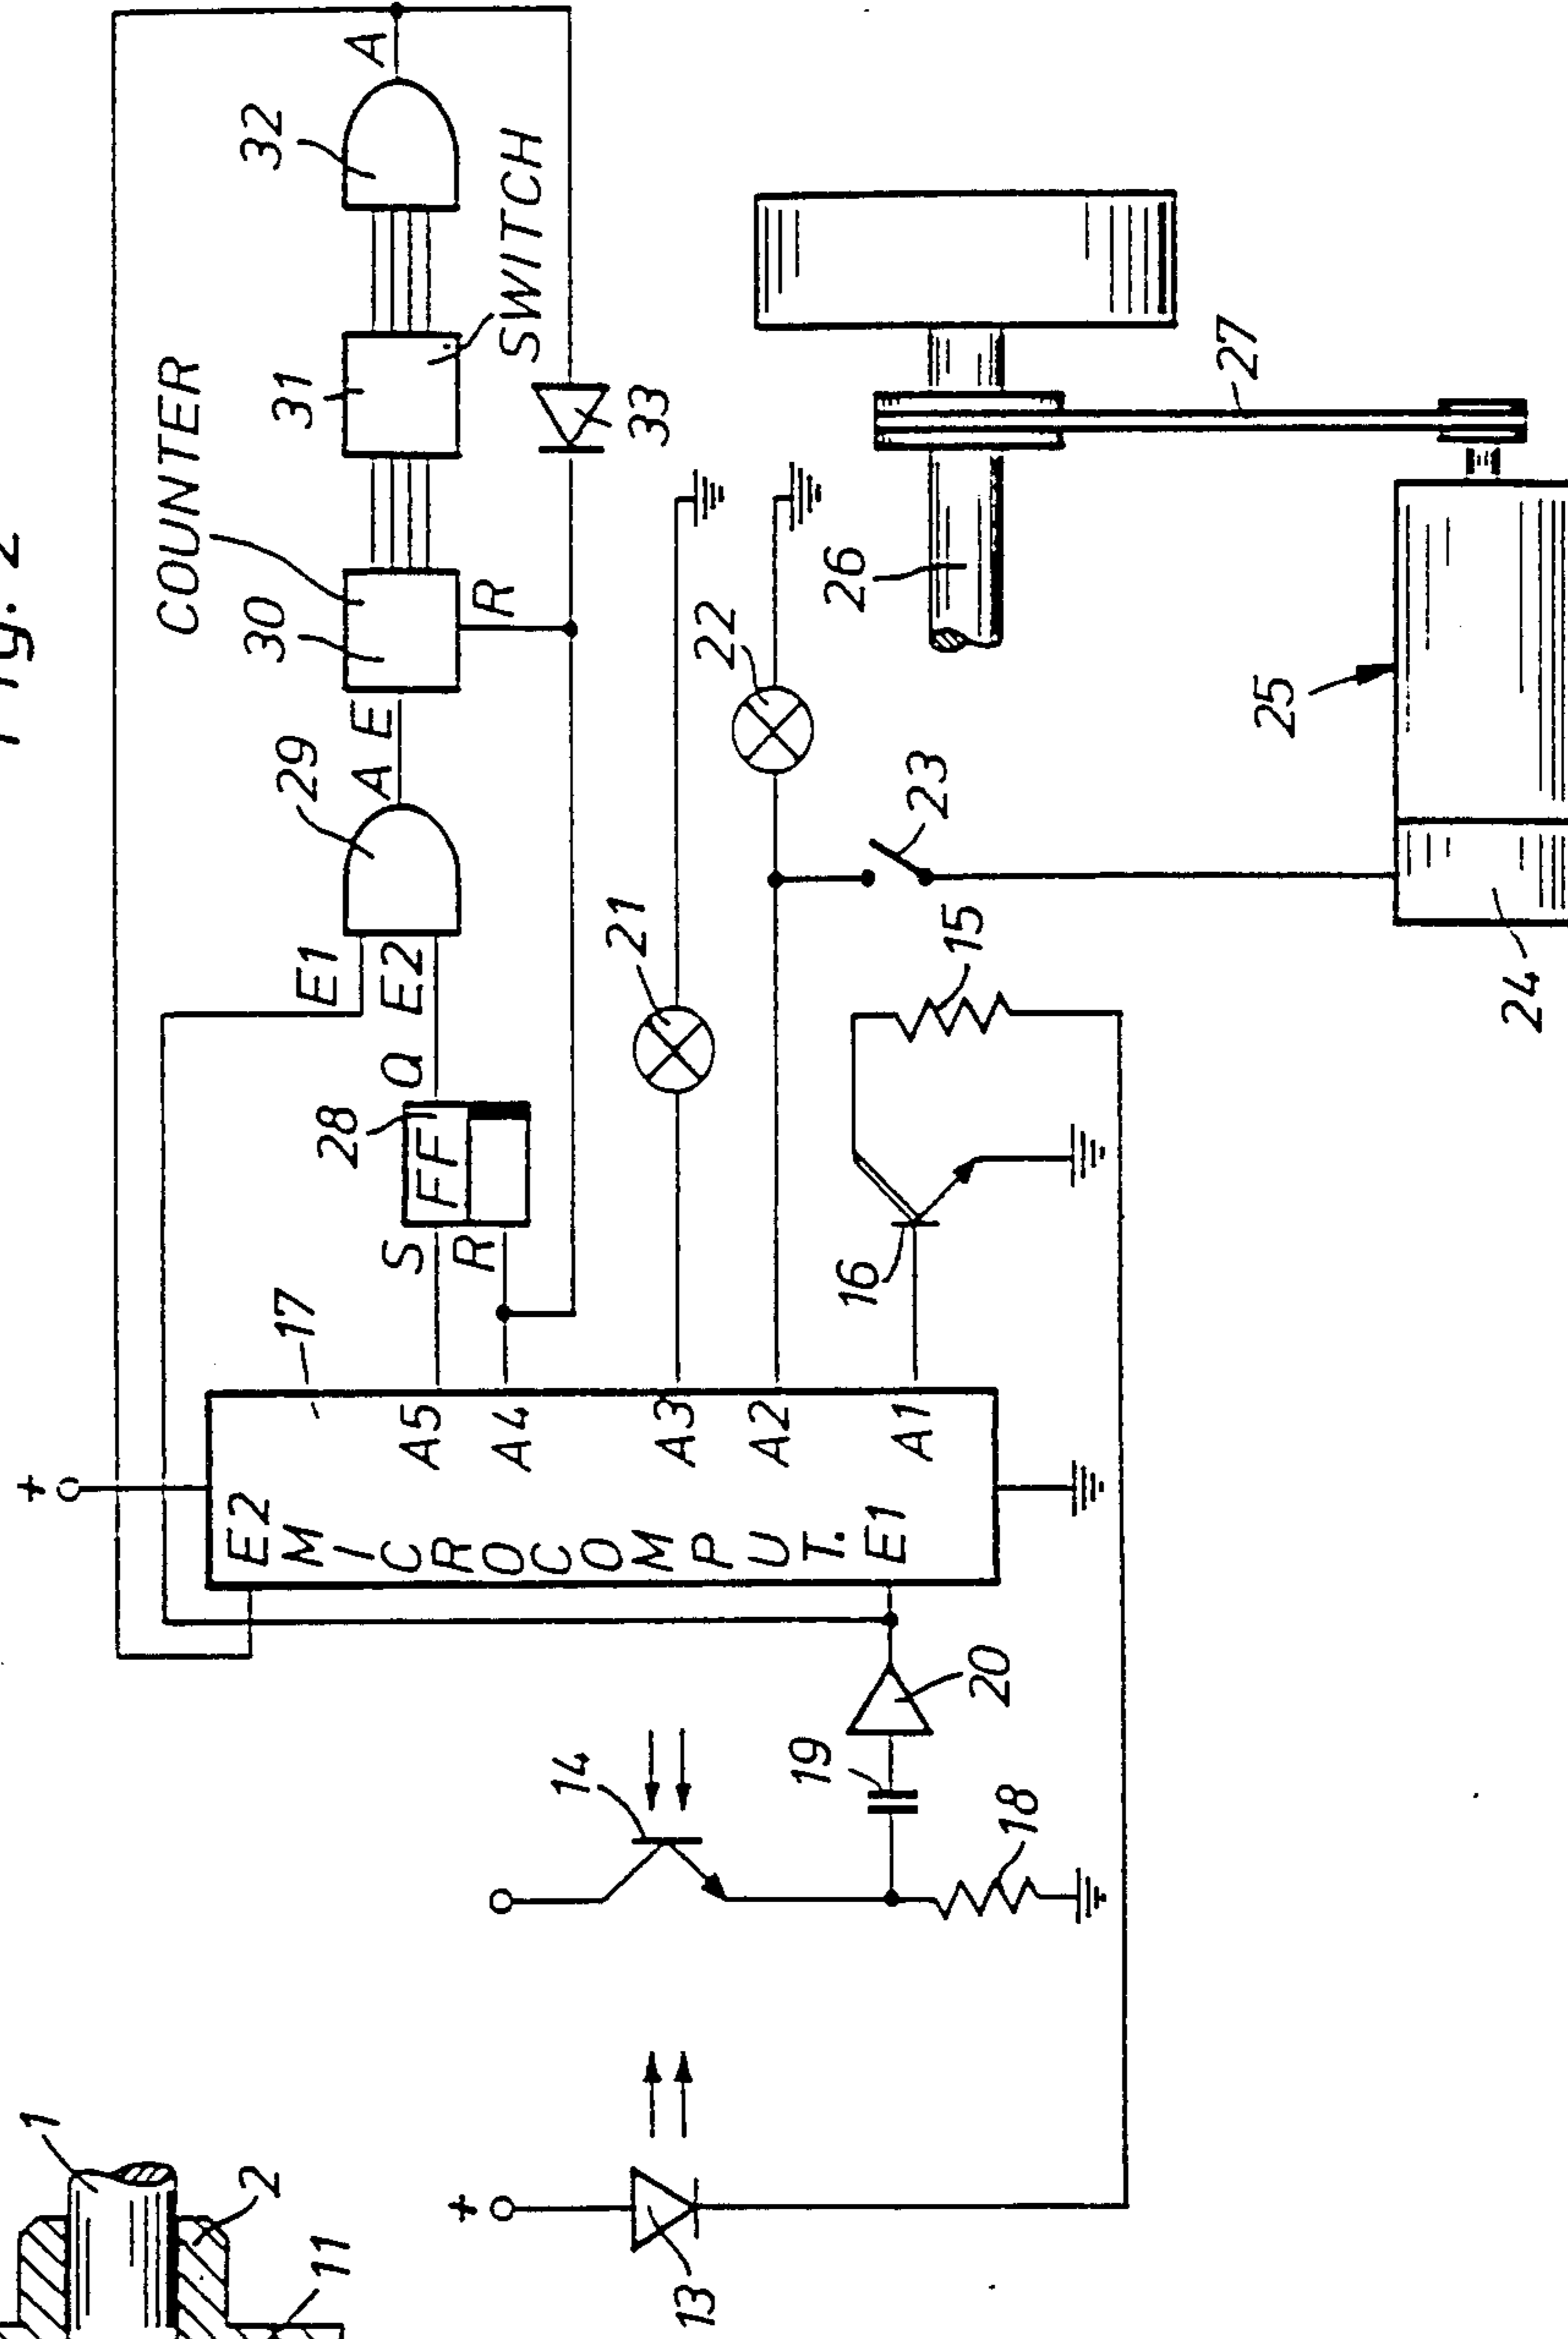 Fig. 2
COUNTER
30
31
32
A
SWITCH
R
33
29
A
E
E1
E2
Q
28
FF
S
R
17
+
E2
MICROCOMPUT.
E1
A5
A4
A3
A2
A1
21
22
23
15
16
26
27
25
24
14
19
20
18
+
13
1
2
11